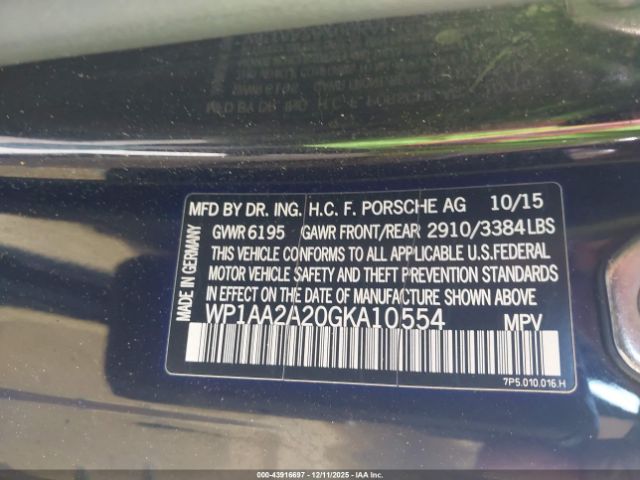 MFD BY DR. ING. H.C. F. PORSCHE AG 10/15
GWVR 6195 GAWR FRONT/REAR 2910/3384 LBS
THIS VEHICLE CONFORMS TO ALL APPLICABLE U.S.FEDERAL
MOTOR VEHICLE SAFETY AND THEFT PREVENTION STANDARDS
IN EFFECT ON THE DATE OF MANUFACTURE SHOWN ABOVE
WP1AA2A20GKA10554 MPV
MADE IN GERMANY
7P5.010.016.H
00-43916697 - 12/11/2025 - IAA Inc.